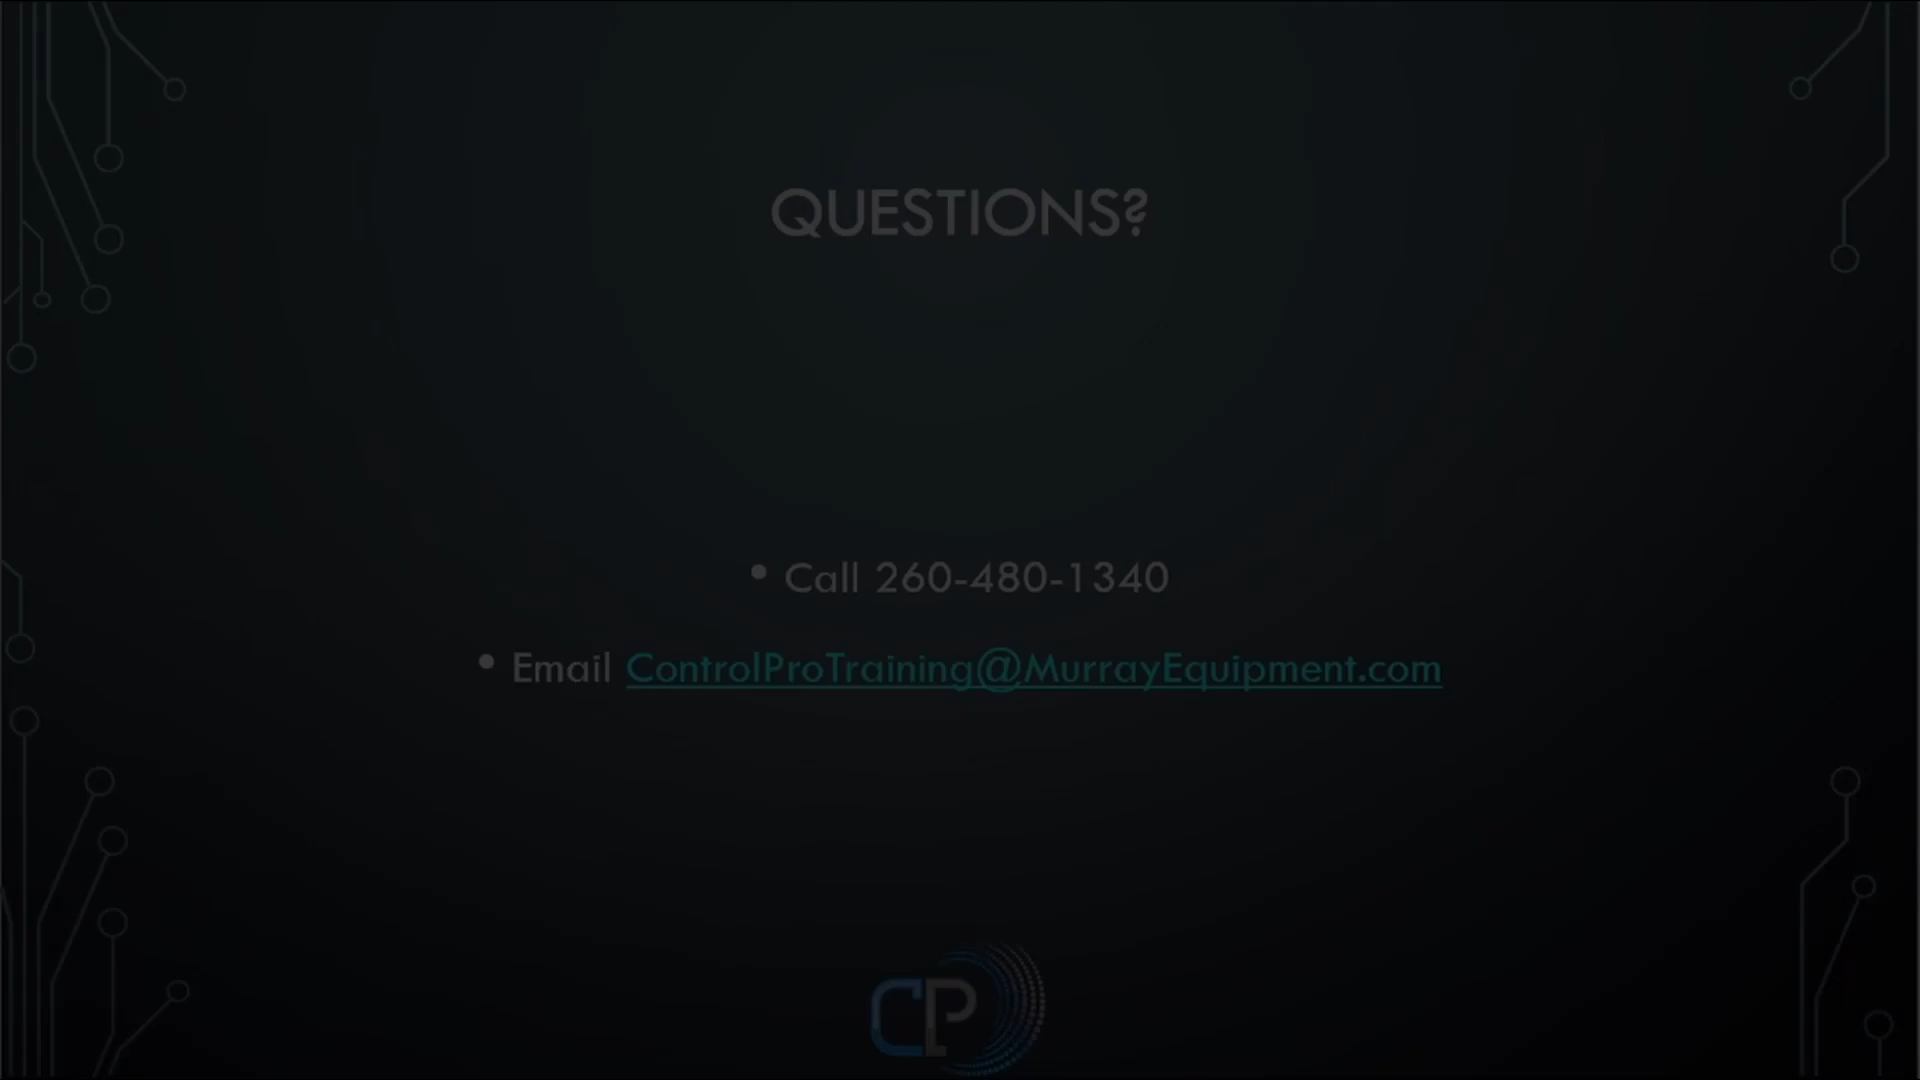 QUESTIONS?
• Call 260-480-1340
• Email ControlProTraining@MurrayEquipment.com
CP